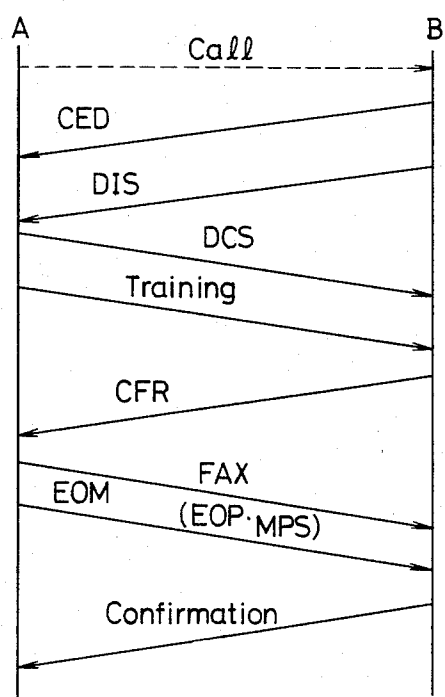 A B
Call
CED
DIS
DCS
Training
CFR
FAX
EOM
(EOP·MPS)
Confirmation